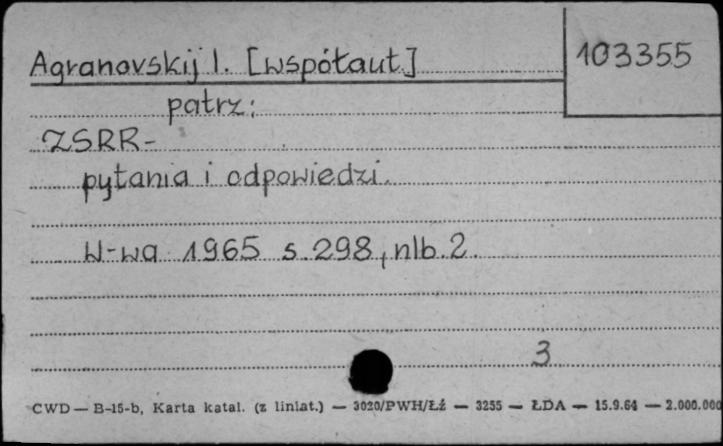 Agranovskij I. [współaut.]
103355
patrz:
ZSRR-
pytania i odpowiedzi.
W-wa 1965 s. 298, nlb. 2.
3
CWD — B-15-b, Karta katal. (z liniat.) — 3020/PWH/Łź — 3255 — ŁDA — 15.9.64 — 2.000.000